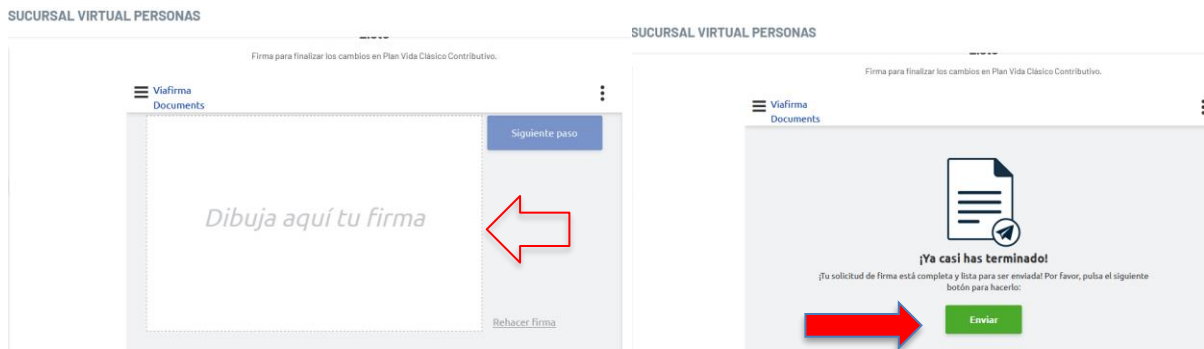 SUCURSAL VIRTUAL PERSONAS
Firma para finalizar los cambios en Plan Vida Clásico Contributivo.
Viafirma
Documents
Siguiente paso
Dibuja aquí tu firma
Rehacer firma
SUCURSAL VIRTUAL PERSONAS
Firma para finalizar los cambios en Plan Vida Clásico Contributivo.
Viafirma
Documents
¡Ya casi has terminado!
¡Tu solicitud de firma está completa y lista para ser enviada! Por favor, pulsa el siguiente
botón para hacerlo:
Enviar